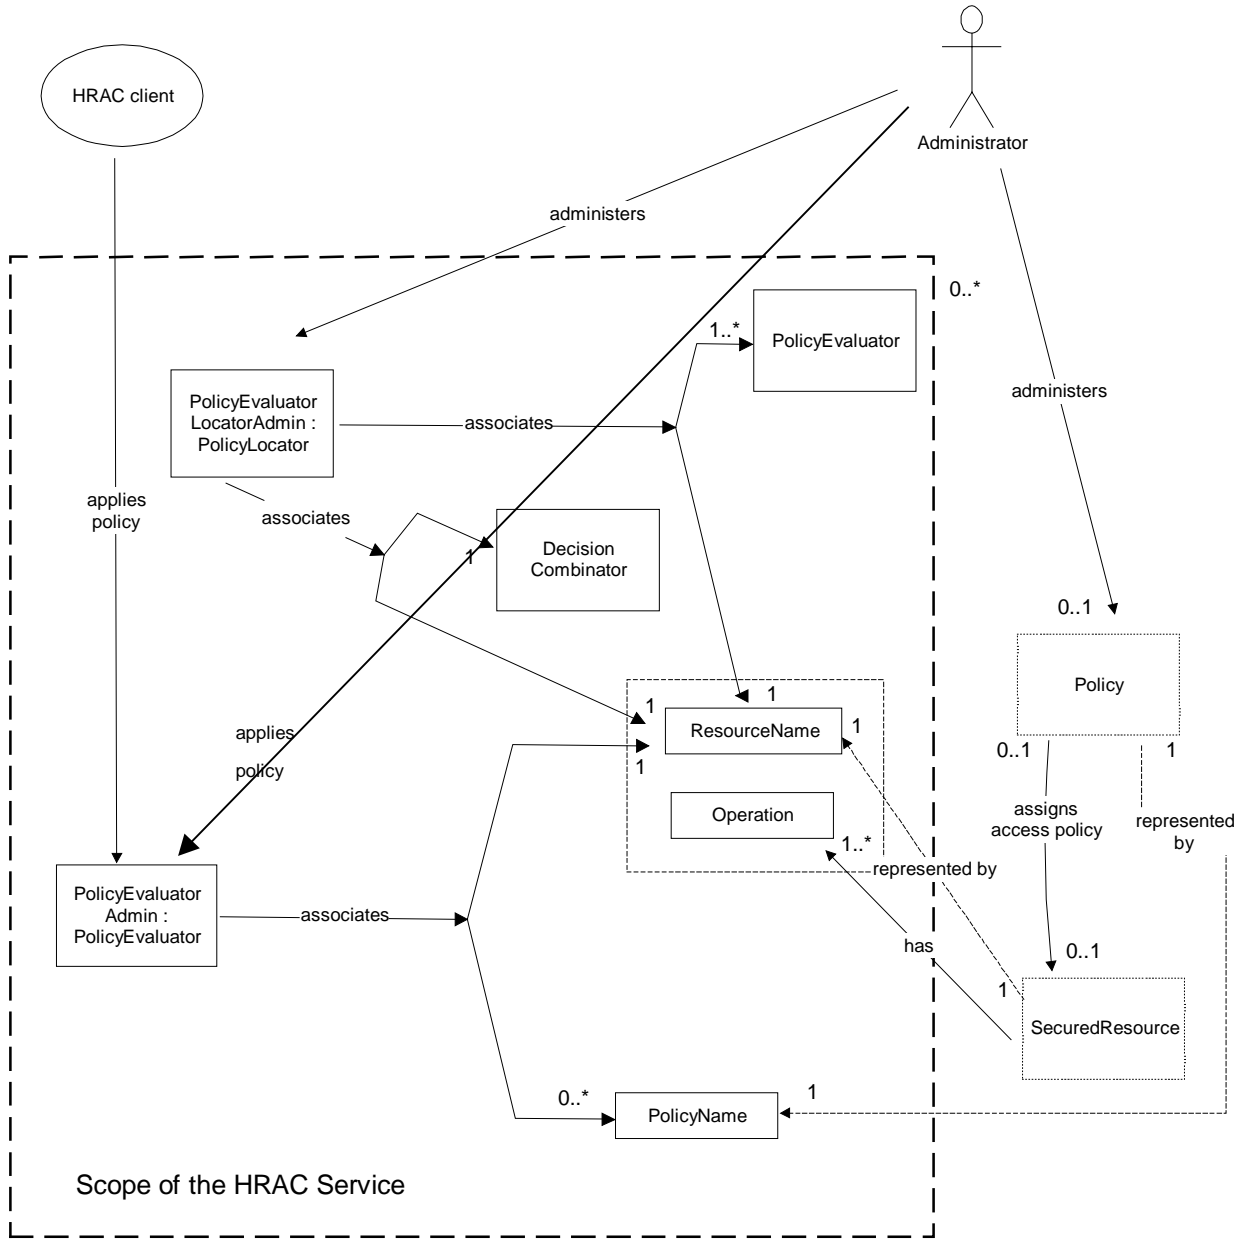 HRAC client
Administrator
administers
0..*
1..*
PolicyEvaluator
PolicyEvaluator
LocatorAdmin :
PolicyLocator
associates
administers
applies
policy
associates
1
Decision
Combinator
0..1
Policy
1
1
ResourceName
1
applies
policy
1
0..1
1
Operation
assigns
access policy
represented
by
1..*
represented by
PolicyEvaluator
Admin :
PolicyEvaluator
associates
has
0..1
1
SecuredResource
0..*
1
PolicyName
Scope of the HRAC Service